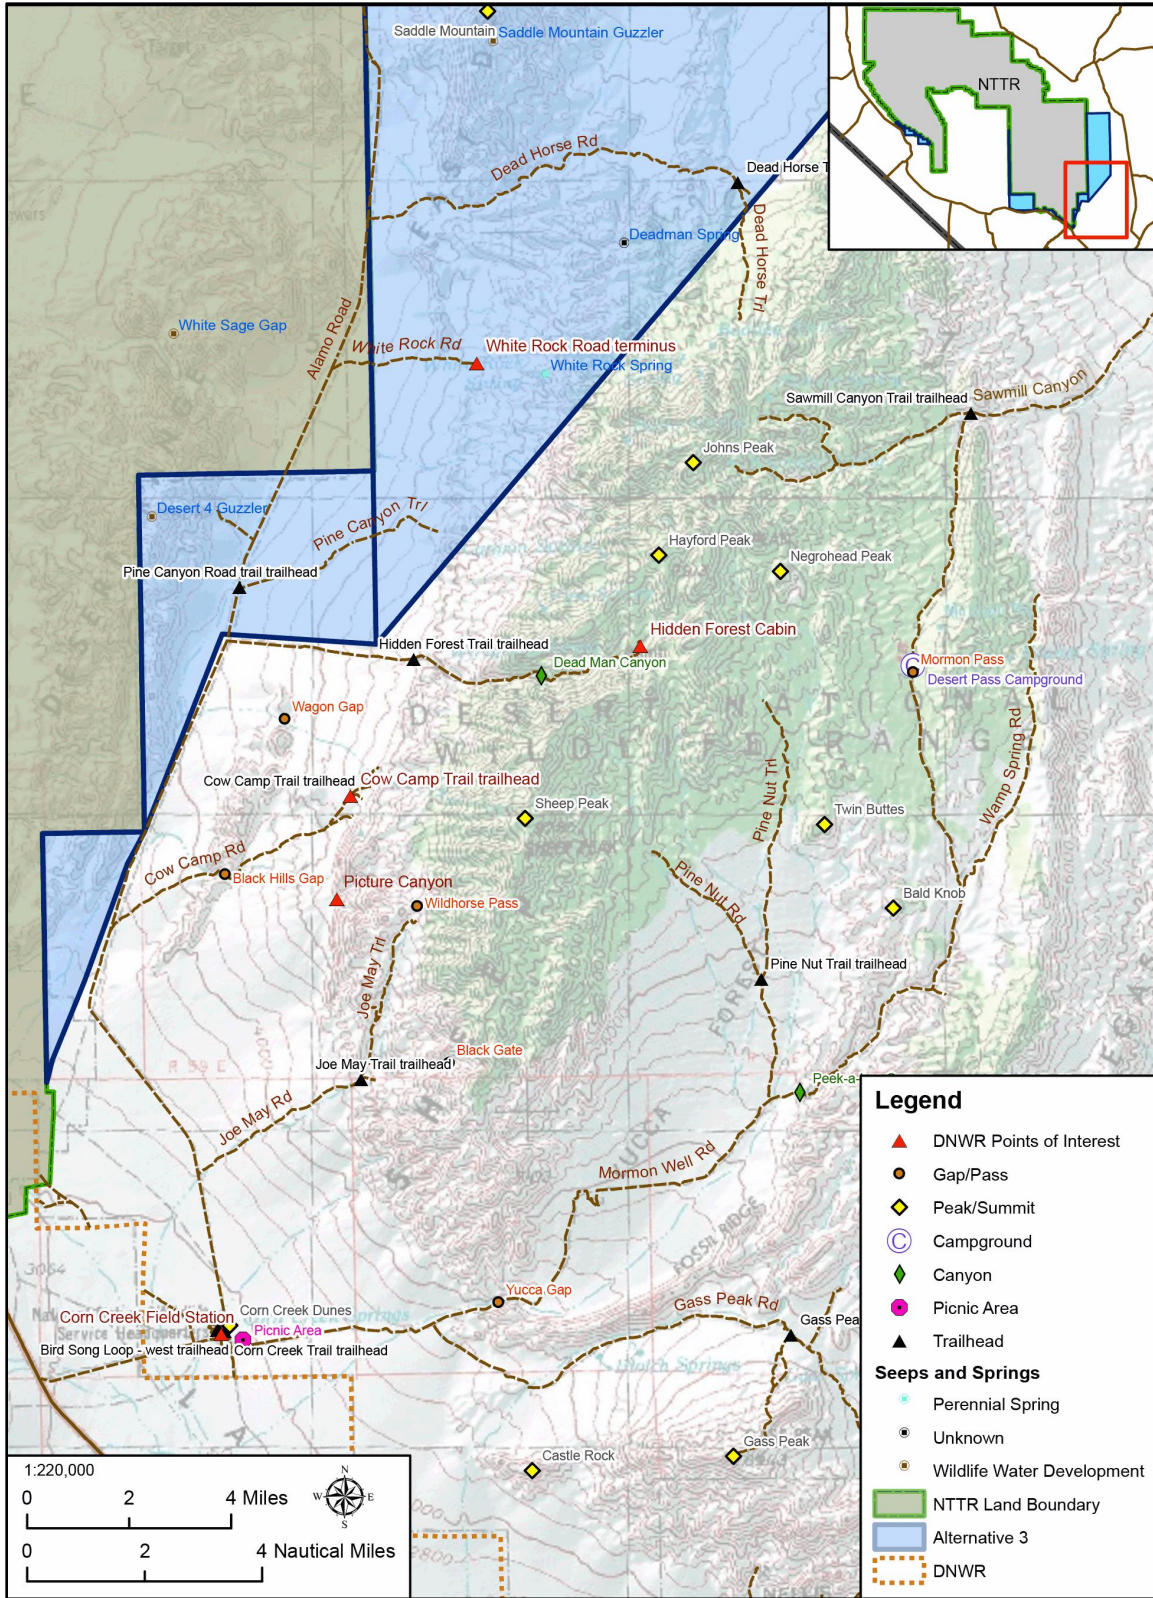 Saddle Mountain
Saddle Mountain Guzzler
NTTR
Dead Horse Rd
Dead Horse T
Deadman Spring
Dead Horse Trl
White Sage Gap
Alamo Road
White Rock Rd
White Rock Road terminus
White Rock Spring
Sawmill Canyon Trail trailhead
Sawmill Canyon
Johns Peak
Desert 4 Guzzler
Pine Canyon Trl
Hayford Peak
Negrohead Peak
Pine Canyon Road trail trailhead
Hidden Forest Cabin
Hidden Forest Trail trailhead
Dead Man Canyon
Mormon Pass
Desert Pass Campground
Wagon Gap
Wamp Spring Rd
Cow Camp Trail trailhead
Cow Camp Trail trailhead
Pine Nut Trl
Sheep Peak
Twin Buttes
Cow Camp Rd
Black Hills Gap
Picture Canyon
Wildhorse Pass
Pine Nut Rd
Bald Knob
Joe May Trl
Pine Nut Trail trailhead
Black Gate
Joe May Trail trailhead
Peek-a-
Joe May Rd
YUCCA
FOREST
Mormon Well Rd
FOSSIL RIDGE
Yucca Gap
Gass Peak Rd
Corn Creek Dunes
Corn Creek Field Station
Picnic Area
Gass Pea
Bird Song Loop - west trailhead
Corn Creek Trail trailhead
Castle Rock
Gass Peak
Legend
DNWR Points of Interest
Gap/Pass
Peak/Summit
Campground
Canyon
Picnic Area
Trailhead
Seeps and Springs
Perennial Spring
Unknown
Wildlife Water Development
NTTR Land Boundary
Alternative 3
DNWR
1:220,000
0 2 4 Miles
0 2 4 Nautical Miles
N
W E
S